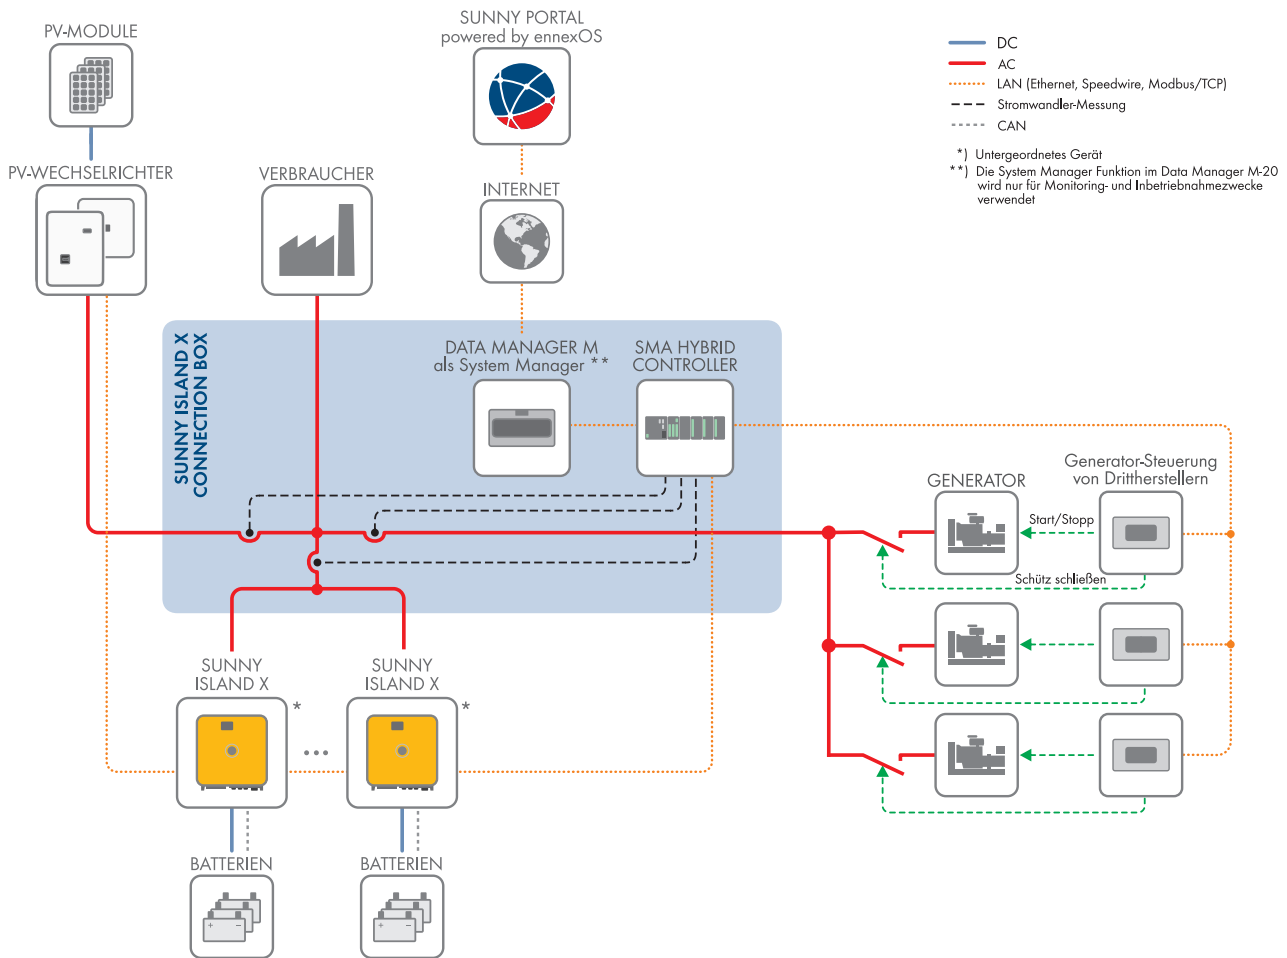 PV-MODULE
SUNNY PORTAL
powered by ennexOS
DC
AC
LAN (Ethernet, Speedwire, Modbus/TCP)
Stromwandler-Messung
CAN
*) Untergeordnetes Gerät
**) Die System Manager Funktion im Data Manager M-20
wird nur für Monitoring- und Inbetriebnahmezwecke
verwendet
PV-WECHSELRICHTER
VERBRAUCHER
INTERNET
SUNNY ISLAND X
CONNECTION BOX
DATA MANAGER M
als System Manager **
SMA HYBRID
CONTROLLER
GENERATOR
Generator-Steuerung
von Drittherstellern
Start/Stopp
Schütz schließen
SUNNY
ISLAND X
*
SUNNY
ISLAND X
*
BATTERIEN
BATTERIEN